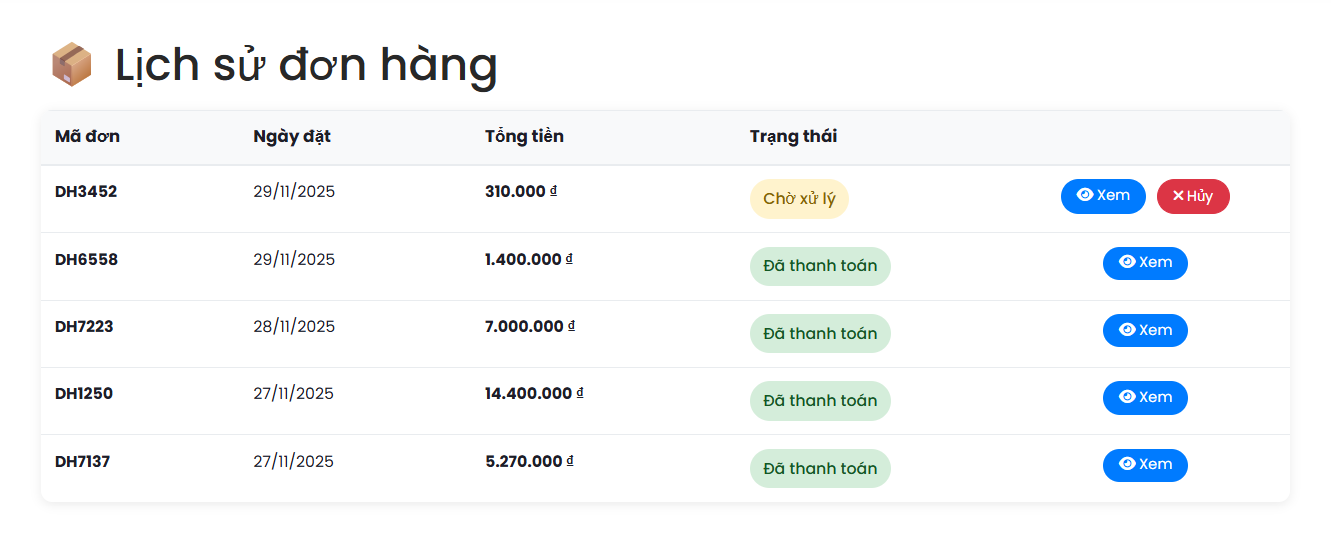 Lịch sử đơn hàng
Mã đơn Ngày đặt Tổng tiền Trạng thái
DH3452 29/11/2025 310.000 ₫ Chờ xử lý Xem Hủy
DH6558 29/11/2025 1.400.000 ₫ Đã thanh toán Xem
DH7223 28/11/2025 7.000.000 ₫ Đã thanh toán Xem
DH1250 27/11/2025 14.400.000 ₫ Đã thanh toán Xem
DH7137 27/11/2025 5.270.000 ₫ Đã thanh toán Xem